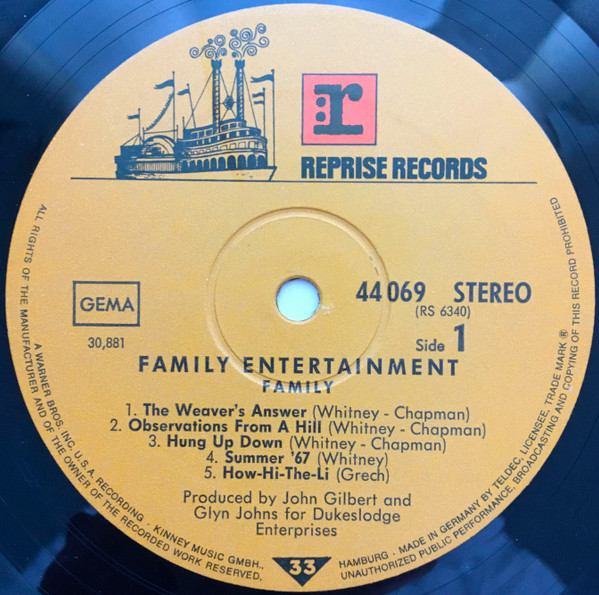 r
REPRISE RECORDS
GEMA
30,881
44 069 STEREO
(RS 6340)
Side 1
FAMILY ENTERTAINMENT
FAMILY
1. The Weaver's Answer (Whitney - Chapman)
2. Observations From A Hill (Whitney - Chapman)
3. Hung Up Down (Whitney - Chapman)
4. Summer '67 (Whitney)
5. How-Hi-The-Li (Grech)
Produced by John Gilbert and
Glyn Johns for Dukeslodge
Enterprises
33
ALL RIGHTS OF THE MANUFACTURER AND OF THE OWNER OF THE RECORDED WORK RESERVED.
A WARNER BROS. INC. U.S.A. RECORDING - KINNEY MUSIC GMBH.,
HAMBURG - MADE IN GERMANY BY TELDEC, LICENSEE, TRADE MARK ®
UNAUTHORIZED PUBLIC PERFORMANCE, BROADCASTING AND COPYING OF THIS RECORD PROHIBITED